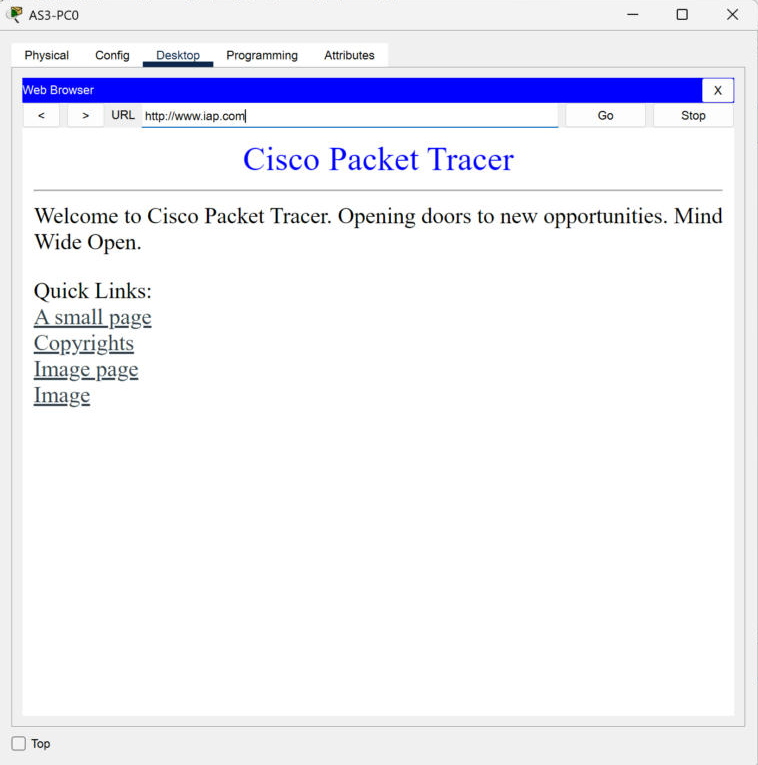 AS3-PC0
Physical Config Desktop Programming Attributes
Web Browser X
< > URL http://www.iap.com Go Stop
Cisco Packet Tracer
Welcome to Cisco Packet Tracer. Opening doors to new opportunities. Mind
Wide Open.
Quick Links:
A small page
Copyrights
Image page
Image
Top